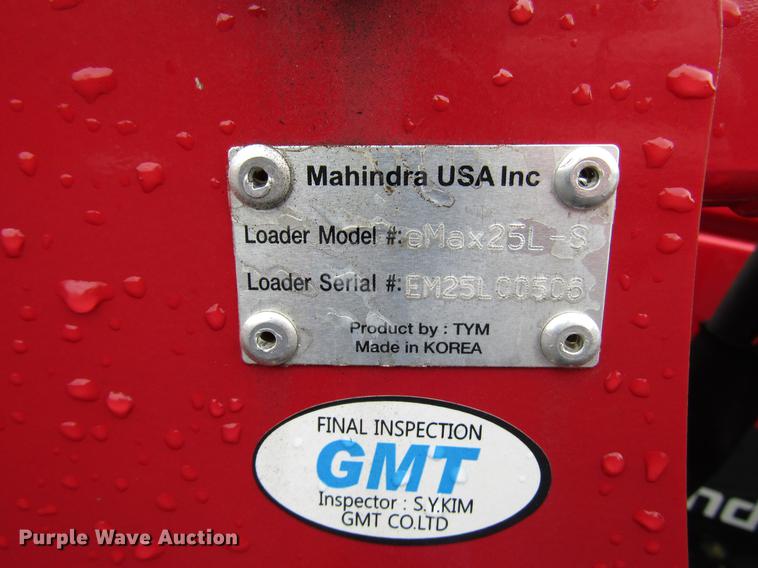 Mahindra USA Inc
Loader Model #: eMax25L-S
Loader Serial #: EM25L00508
Product by : TYM
Made in KOREA
FINAL INSPECTION
GMT
Inspector : S.Y.KIM
GMT CO.LTD
Purple Wave Auction